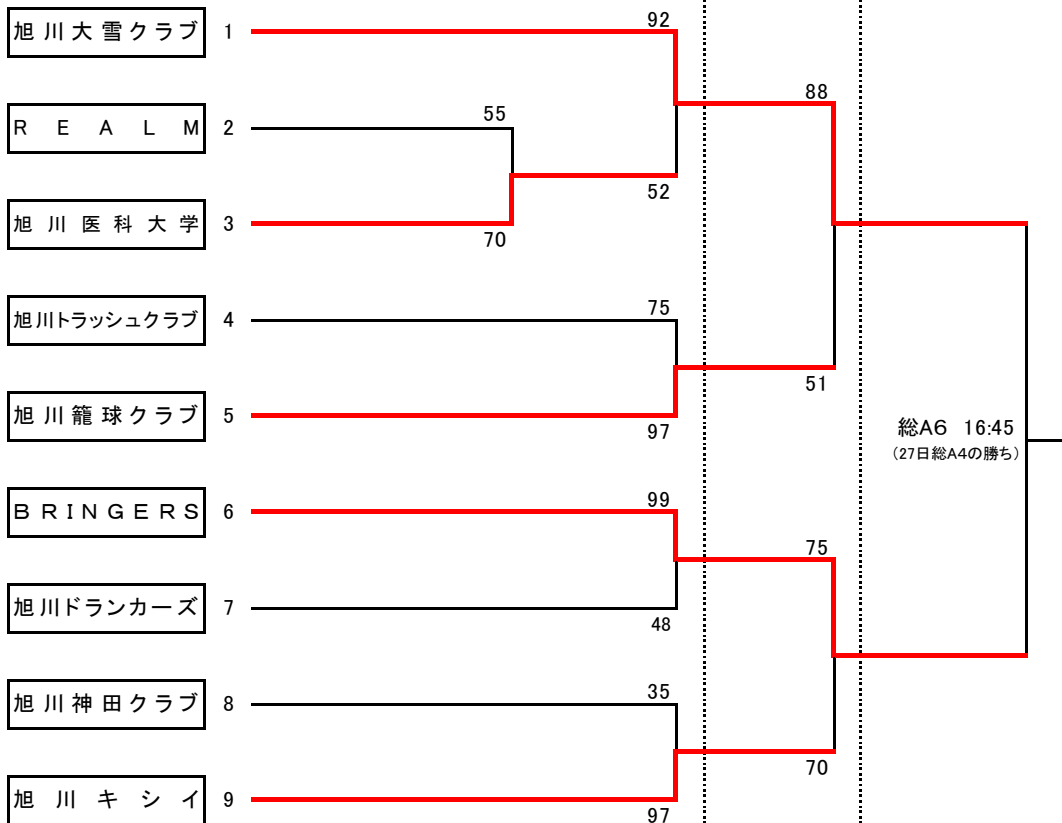 旭川大雪クラブ 1
92
88
REALM 2
55
52
旭川医科大学 3
70
旭川トラッシュクラブ 4
75
51
旭川籠球クラブ 5
97
総A6 16:45
（27日総A4の勝ち）
BRINGERS 6
99
75
旭川ドランカーズ 7
48
旭川神田クラブ 8
35
70
旭川キシイ 9
97